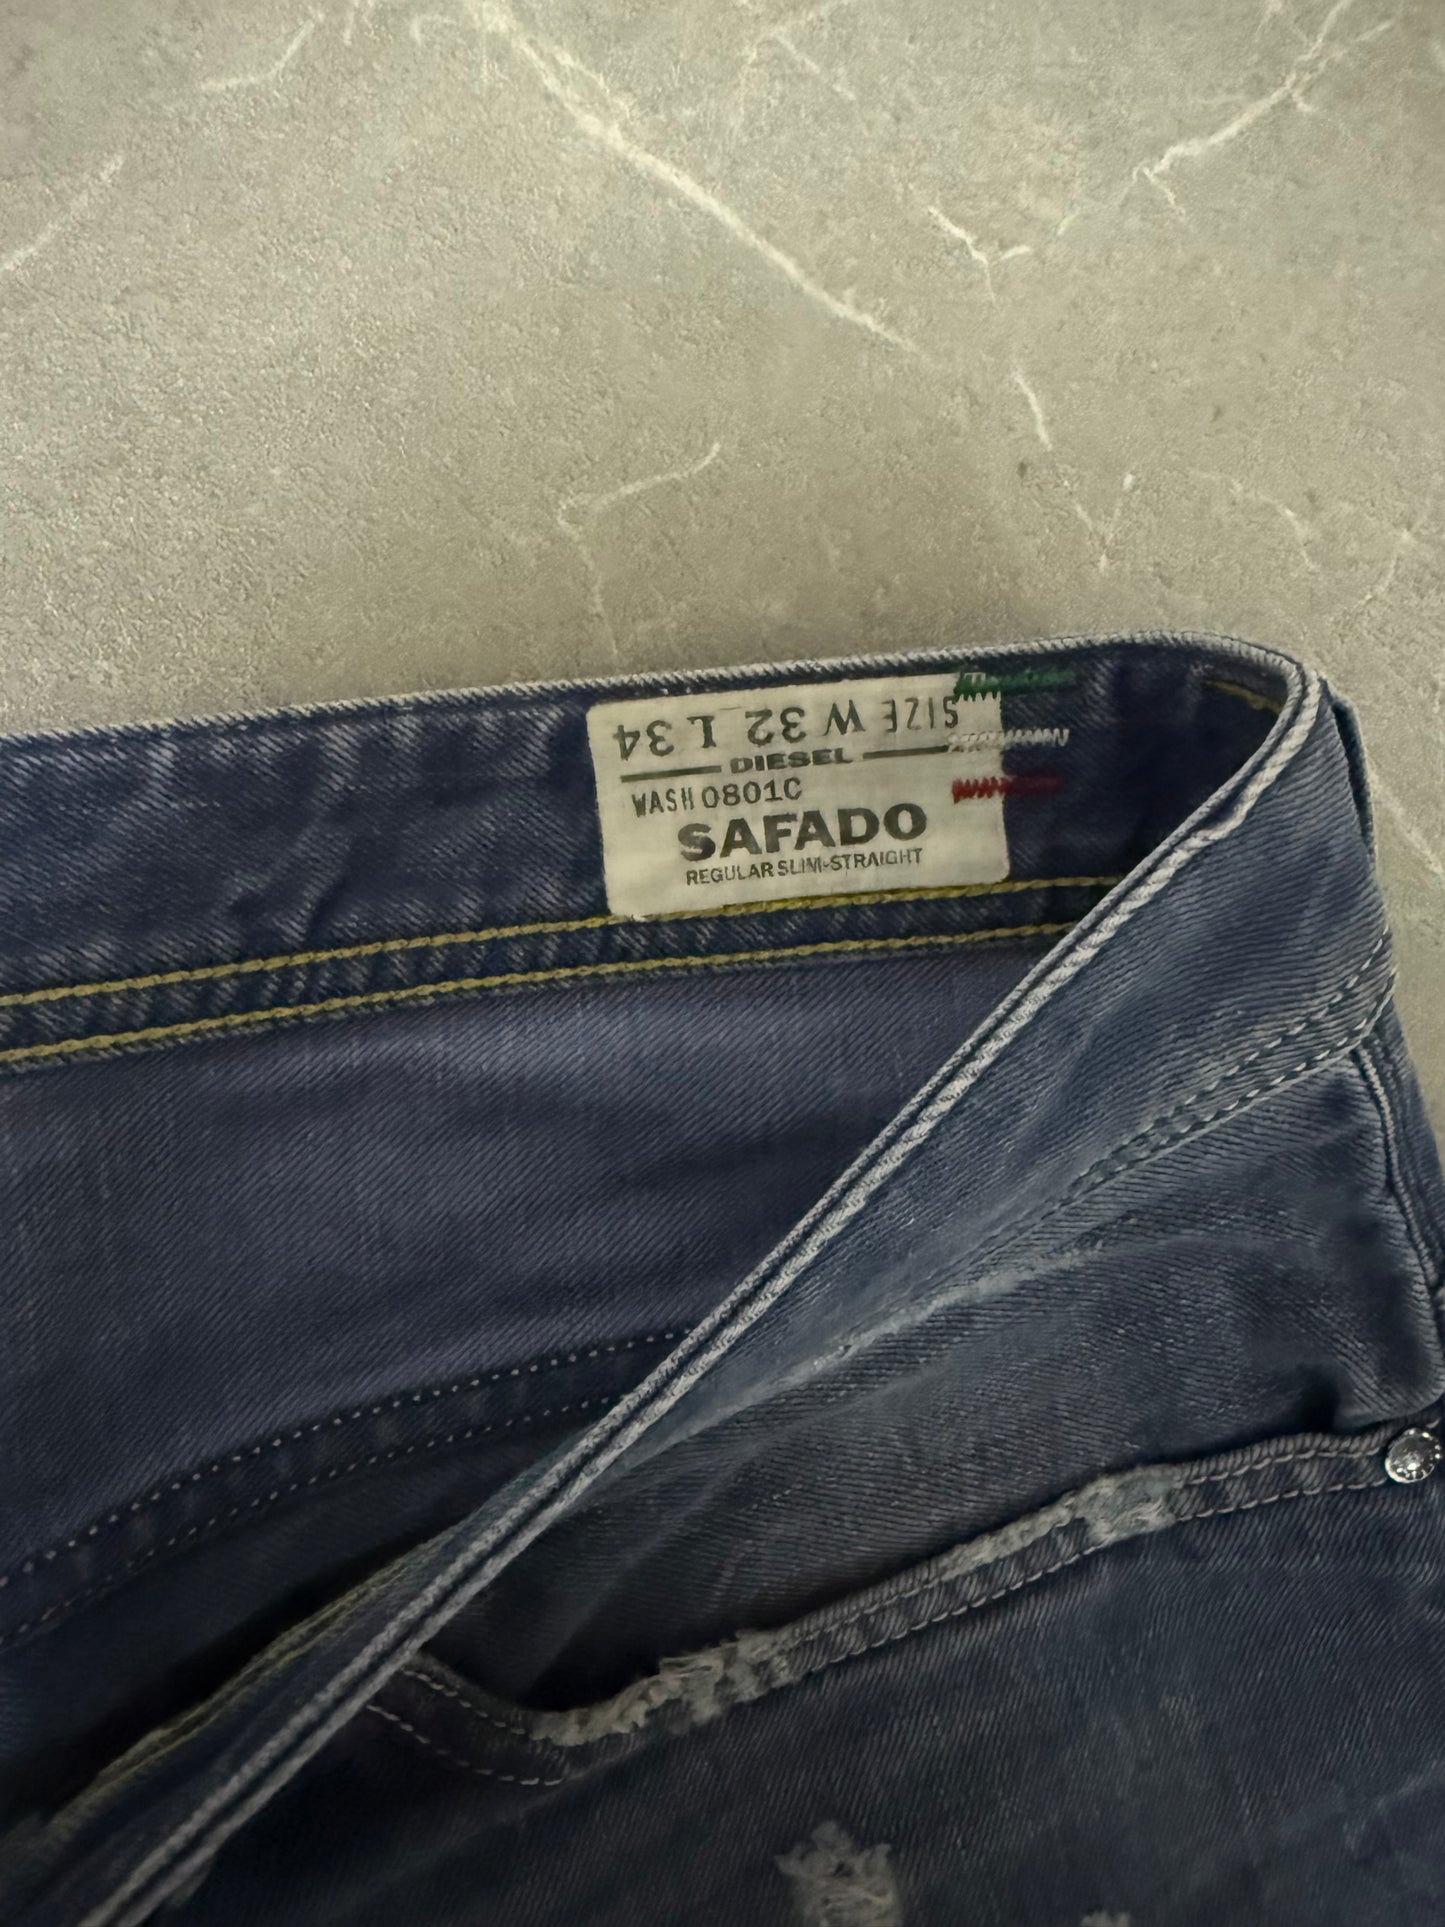 SIZE W 32 L 34
DIESEL
WASH 0801C
SAFADO
REGULAR SLIM-STRAIGHT